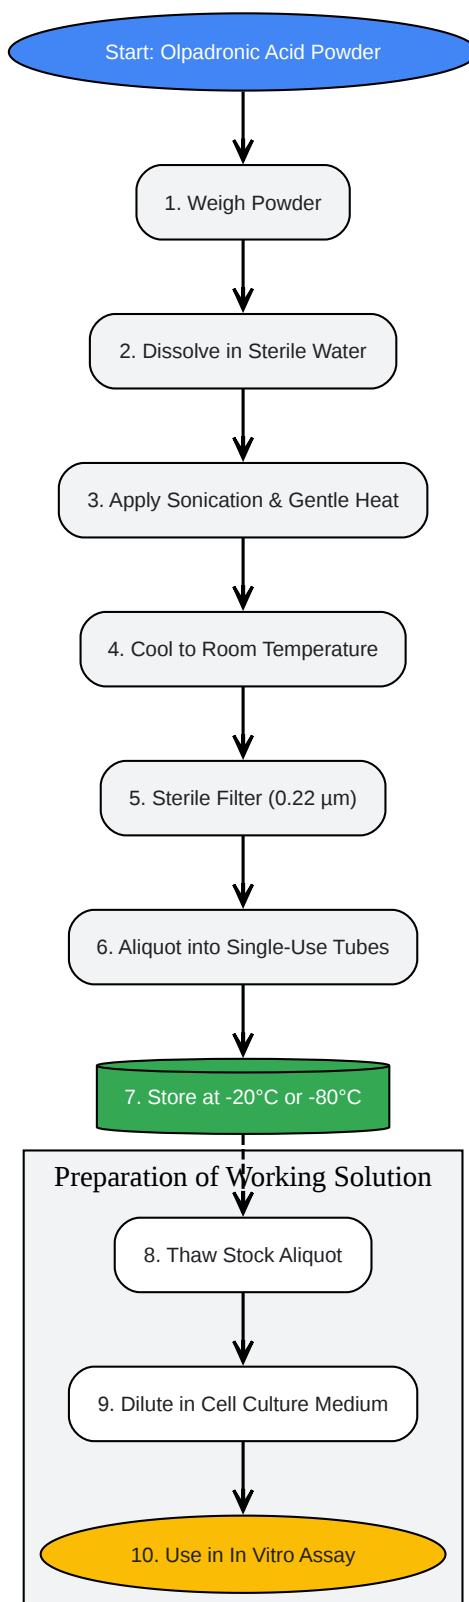 Start: Olpadronic Acid Powder
1. Weigh Powder
2. Dissolve in Sterile Water
3. Apply Sonication & Gentle Heat
4. Cool to Room Temperature
5. Sterile Filter (0.22 µm)
6. Aliquot into Single-Use Tubes
7. Store at -20°C or -80°C
Preparation of Working Solution
8. Thaw Stock Aliquot
9. Dilute in Cell Culture Medium
10. Use in In Vitro Assay